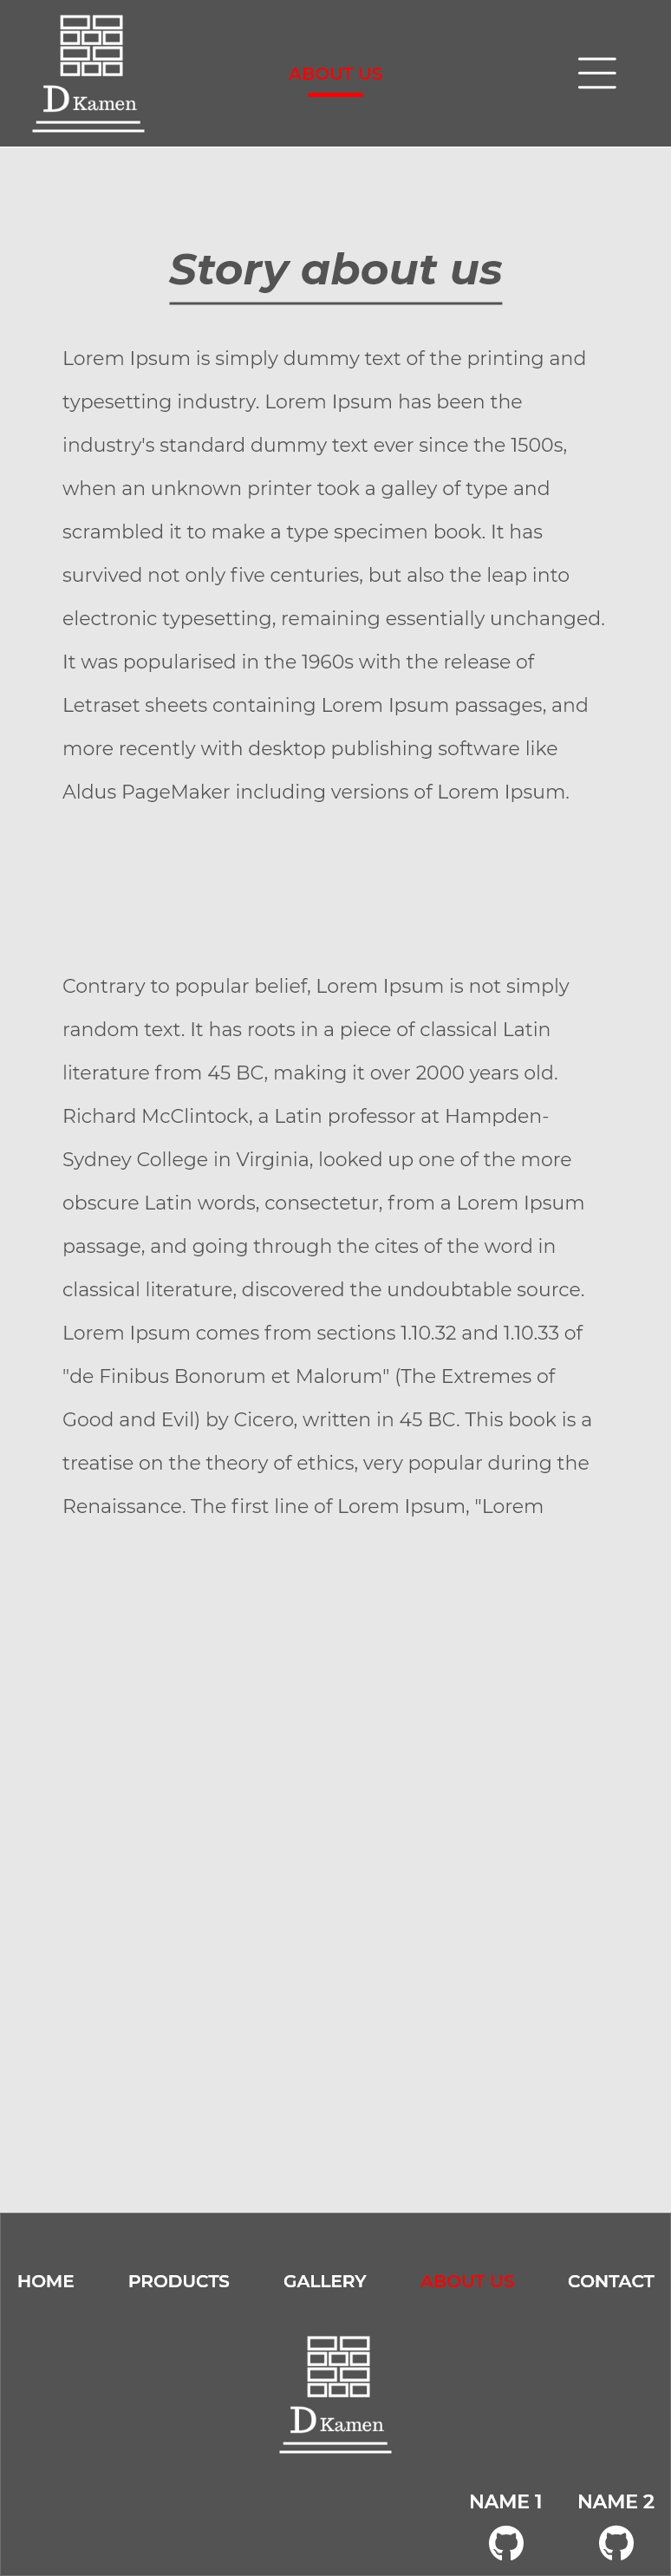 D Kamen
ABOUT US
Story about us
Lorem Ipsum is simply dummy text of the printing and
typesetting industry. Lorem Ipsum has been the
industry's standard dummy text ever since the 1500s,
when an unknown printer took a galley of type and
scrambled it to make a type specimen book. It has
survived not only five centuries, but also the leap into
electronic typesetting, remaining essentially unchanged.
It was popularised in the 1960s with the release of
Letraset sheets containing Lorem Ipsum passages, and
more recently with desktop publishing software like
Aldus PageMaker including versions of Lorem Ipsum.
Contrary to popular belief, Lorem Ipsum is not simply
random text. It has roots in a piece of classical Latin
literature from 45 BC, making it over 2000 years old.
Richard McClintock, a Latin professor at Hampden-
Sydney College in Virginia, looked up one of the more
obscure Latin words, consectetur, from a Lorem Ipsum
passage, and going through the cites of the word in
classical literature, discovered the undoubtable source.
Lorem Ipsum comes from sections 1.10.32 and 1.10.33 of
"de Finibus Bonorum et Malorum" (The Extremes of
Good and Evil) by Cicero, written in 45 BC. This book is a
treatise on the theory of ethics, very popular during the
Renaissance. The first line of Lorem Ipsum, "Lorem
HOME PRODUCTS GALLERY ABOUT US CONTACT
D Kamen
NAME 1 NAME 2